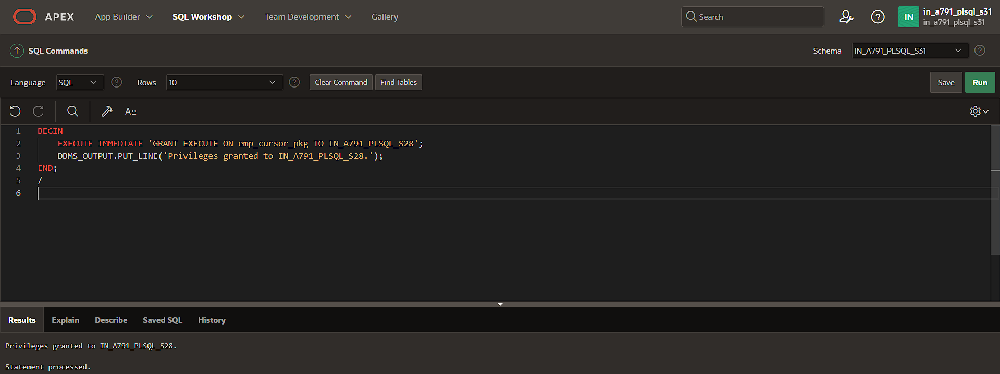 APEX App Builder SQL Workshop Team Development Gallery Search IN in_a791_plsql_s31
in_a791_plsql_s31
SQL Commands Schema IN_A791_PLSQL_S31
Language SQL Rows 10 Clear Command Find Tables Save Run
A::
1 BEGIN
2 EXECUTE IMMEDIATE 'GRANT EXECUTE ON emp_cursor_pkg TO IN_A791_PLSQL_S28';
3 DBMS_OUTPUT.PUT_LINE('Privileges granted to IN_A791_PLSQL_S28.');
4 END;
5 /
6
Results Explain Describe Saved SQL History
Privileges granted to IN_A791_PLSQL_S28.
Statement processed.